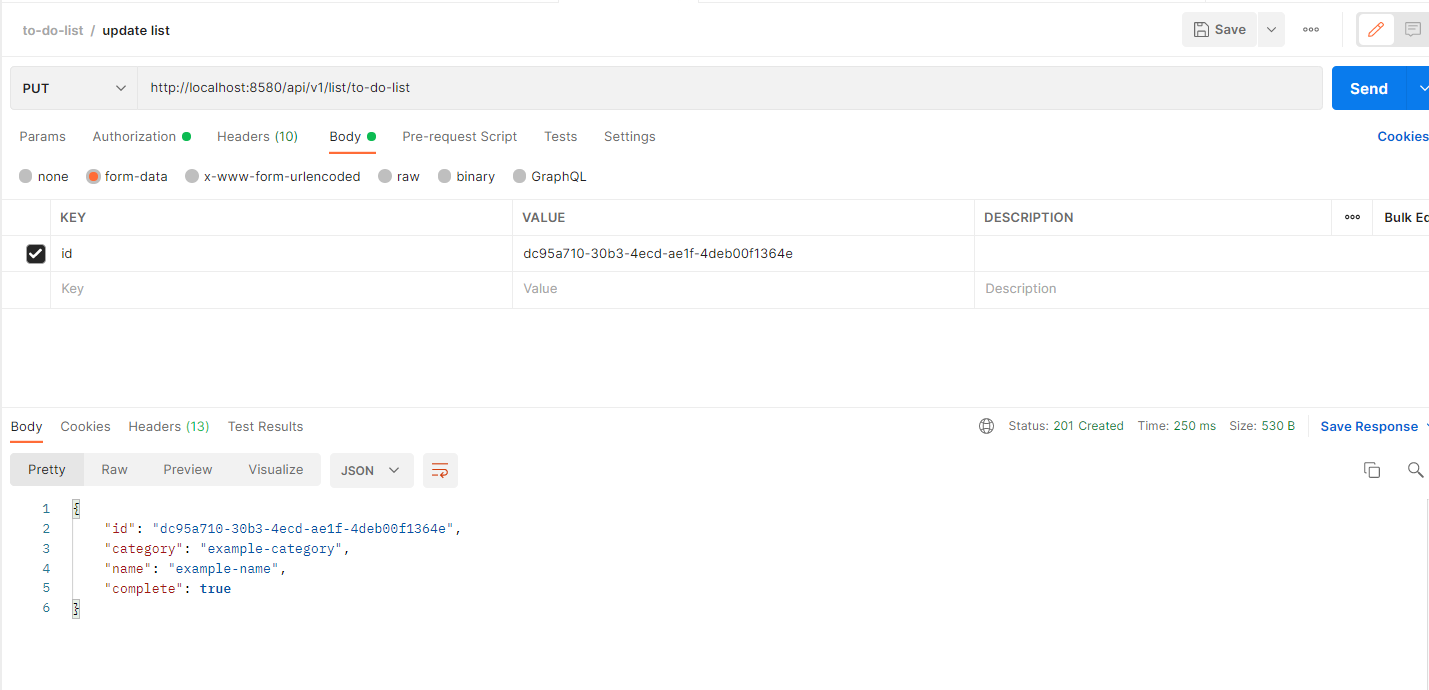 to-do-list / update list
Save
PUT
http://localhost:8580/api/v1/list/to-do-list
Send
Params Authorization Headers (10) Body Pre-request Script Tests Settings Cookies
none form-data x-www-form-urlencoded raw binary GraphQL
KEY VALUE DESCRIPTION Bulk Ed
id dc95a710-30b3-4ecd-ae1f-4deb00f1364e
Key Value Description
Body Cookies Headers (13) Test Results Status: 201 Created Time: 250 ms Size: 530 B Save Response
Pretty Raw Preview Visualize JSON
1 {
2 "id": "dc95a710-30b3-4ecd-ae1f-4deb00f1364e",
3 "category": "example-category",
4 "name": "example-name",
5 "complete": true
6 }